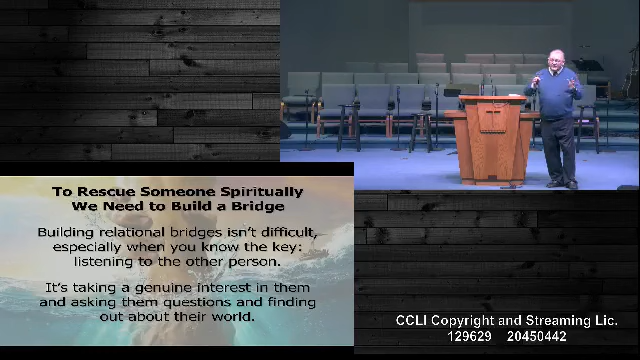 To Rescue Someone Spiritually
We Need to Build a Bridge
Building relational bridges isn't difficult,
especially when you know the key:
listening to the other person.
It's taking a genuine interest in them
and asking them questions and finding
out about their world.
CCLI Copyright and Streaming Lic.
129629 20450442